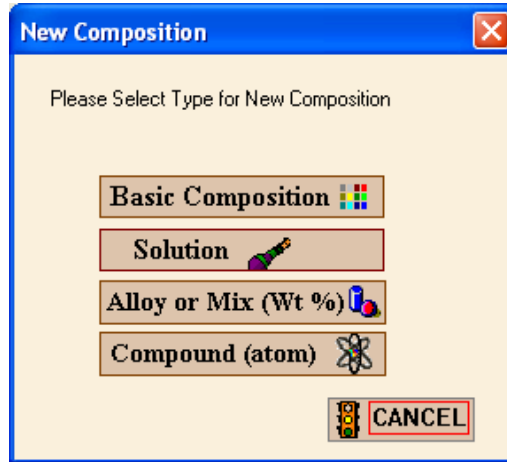 New Composition
Please Select Type for New Composition
Basic Composition
Solution
Alloy or Mix (Wt %)
Compound (atom)
CANCEL